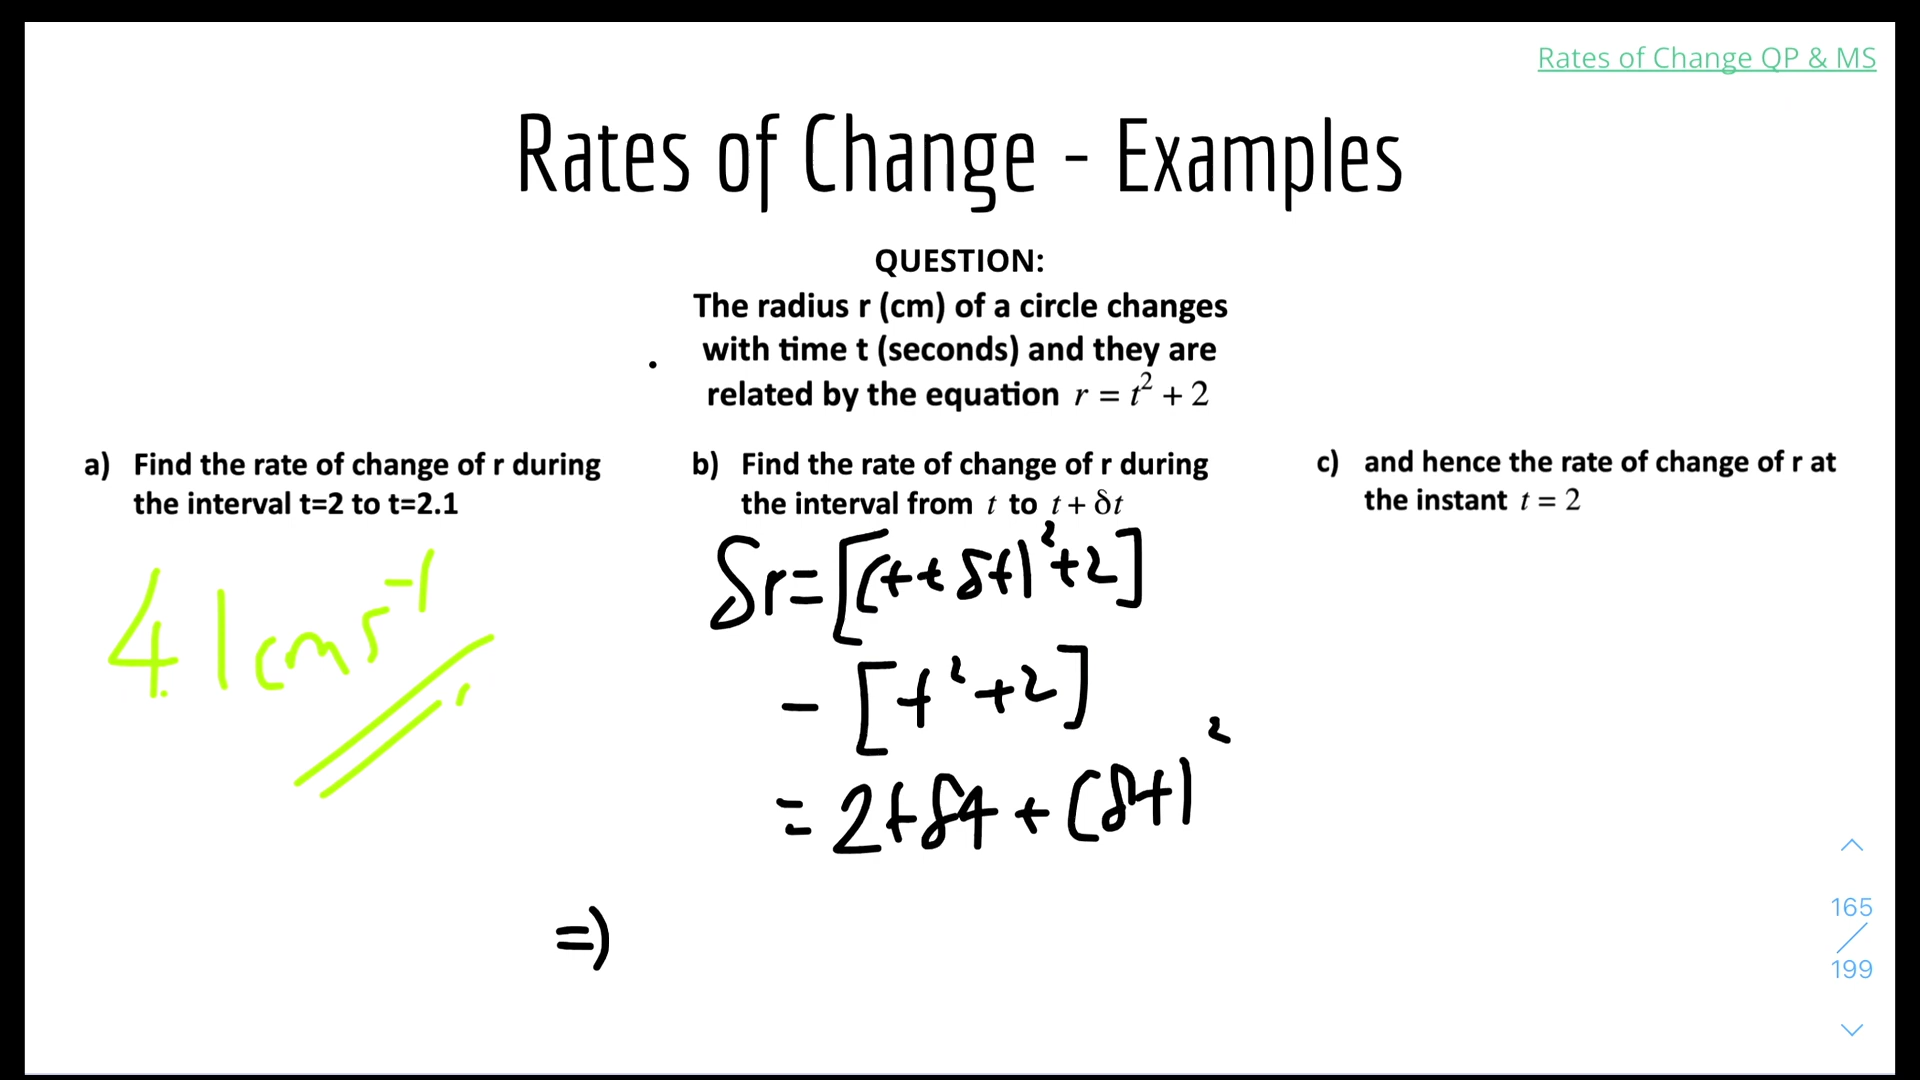 Rates of Change QP & MS
Rates of Change - Examples
QUESTION:
The radius r (cm) of a circle changes
with time t (seconds) and they are
related by the equation r = t² + 2
a) Find the rate of change of r during
the interval t=2 to t=2.1
4.1cms⁻¹
b) Find the rate of change of r during
the interval from t to t + δt
δr=[(t+δt)²+2]
- [t²+2]
= 2tδt + (δt)²
=>
c) and hence the rate of change of r at
the instant t = 2
165
/
199